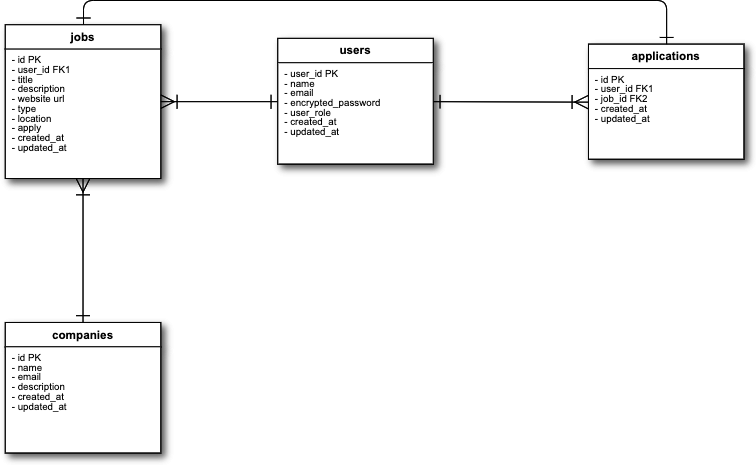 jobs
- id PK
- user_id FK1
- title
- description
- website url
- type
- location
- apply
- created_at
- updated_at
users
- user_id PK
- name
- email
- encrypted_password
- user_role
- created_at
- updated_at
applications
- id PK
- user_id FK1
- job_id FK2
- created_at
- updated_at
companies
- id PK
- name
- email
- description
- created_at
- updated_at